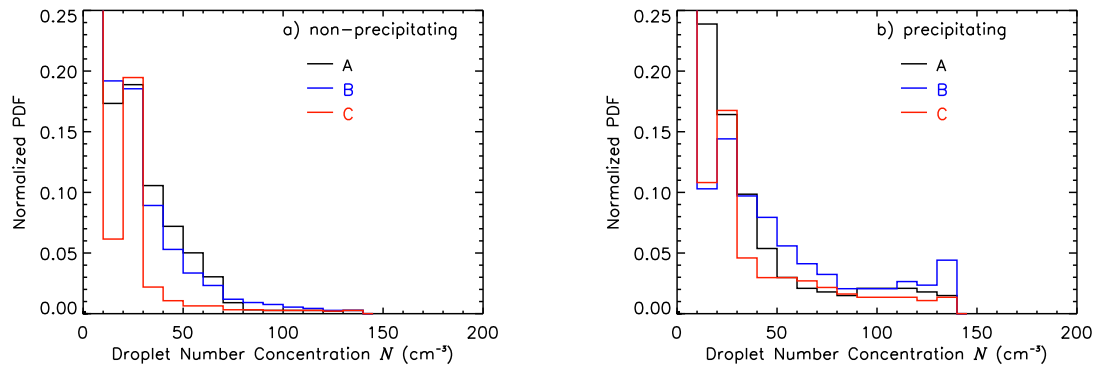 a) non-precipitating
A
B
C
0.25
0.20
0.15
0.10
0.05
0.00
Normalized PDF
0 50 100 150 200
Droplet Number Concentration N (cm⁻³)
b) precipitating
A
B
C
0.25
0.20
0.15
0.10
0.05
0.00
Normalized PDF
0 50 100 150 200
Droplet Number Concentration N (cm⁻³)